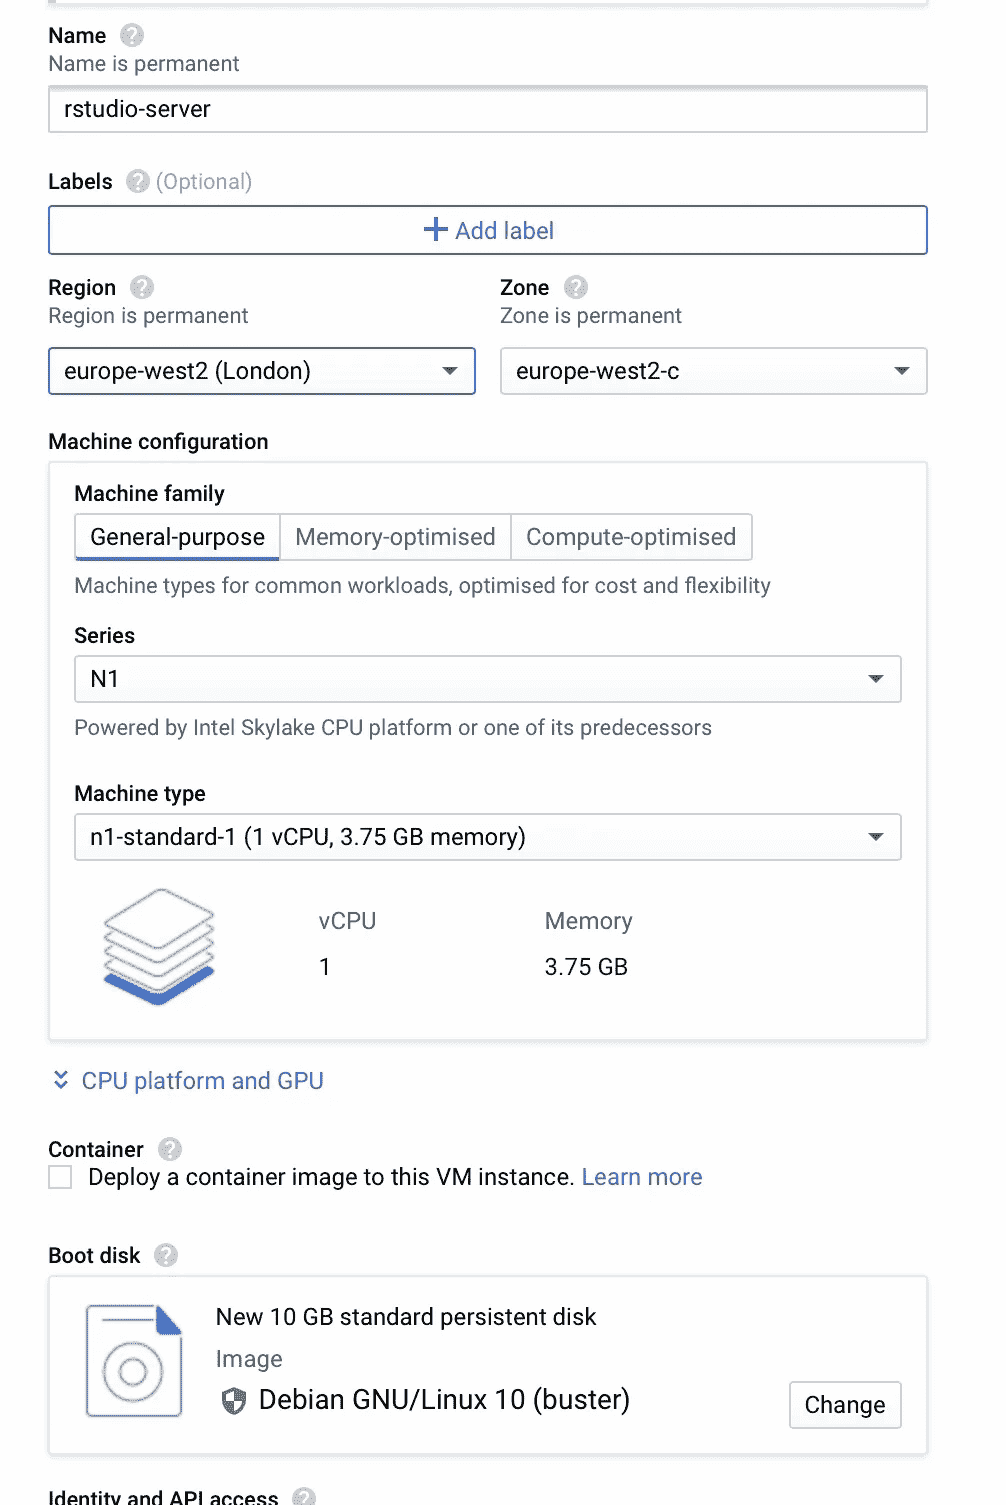 Name ?
Name is permanent
rstudio-server
Labels ? (Optional)
+ Add label
Region ? Zone ?
Region is permanent Zone is permanent
europe-west2 (London) europe-west2-c
Machine configuration
Machine family
General-purpose Memory-optimised Compute-optimised
Machine types for common workloads, optimised for cost and flexibility
Series
N1
Powered by Intel Skylake CPU platform or one of its predecessors
Machine type
n1-standard-1 (1 vCPU, 3.75 GB memory)
vCPU Memory
1 3.75 GB
CPU platform and GPU
Container ?
Deploy a container image to this VM instance. Learn more
Boot disk ?
New 10 GB standard persistent disk
Image
Debian GNU/Linux 10 (buster)
Change
Identity and API access ?